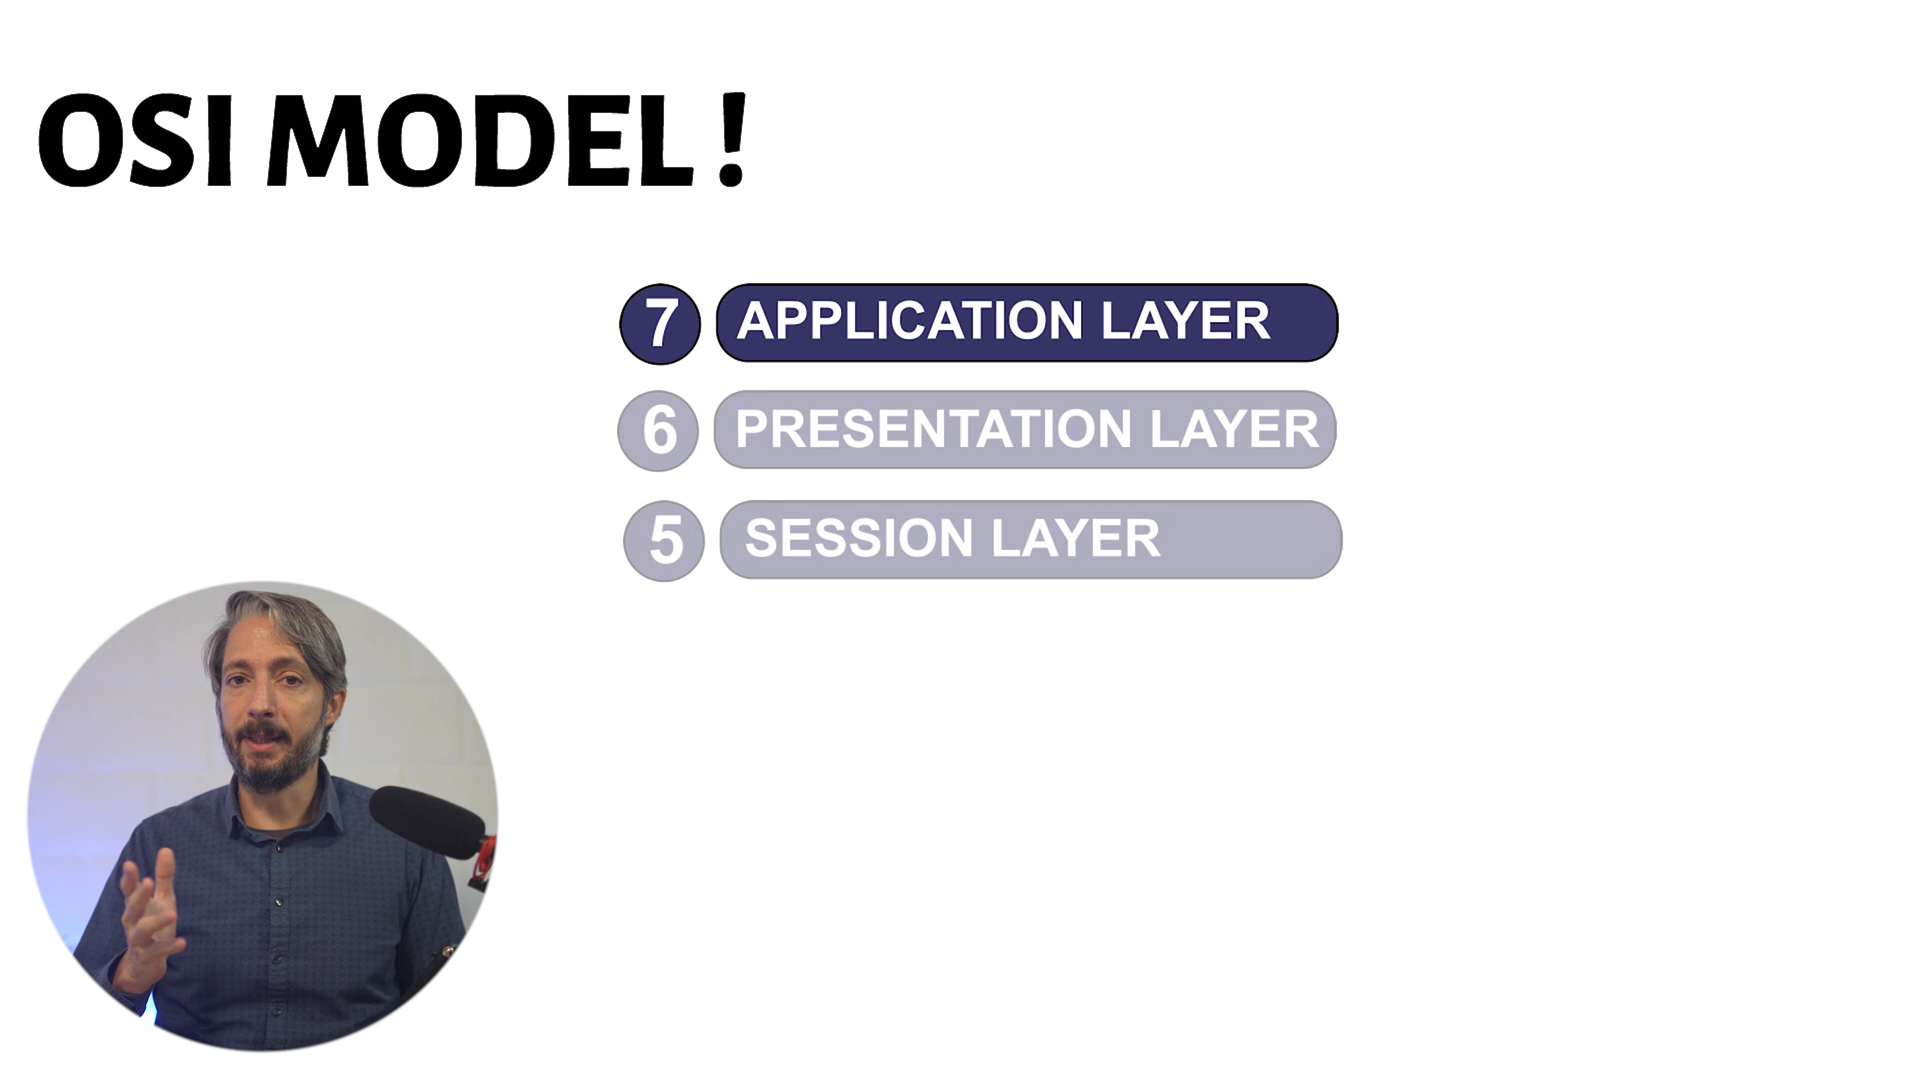 OSI MODEL !
7 APPLICATION LAYER
6 PRESENTATION LAYER
5 SESSION LAYER